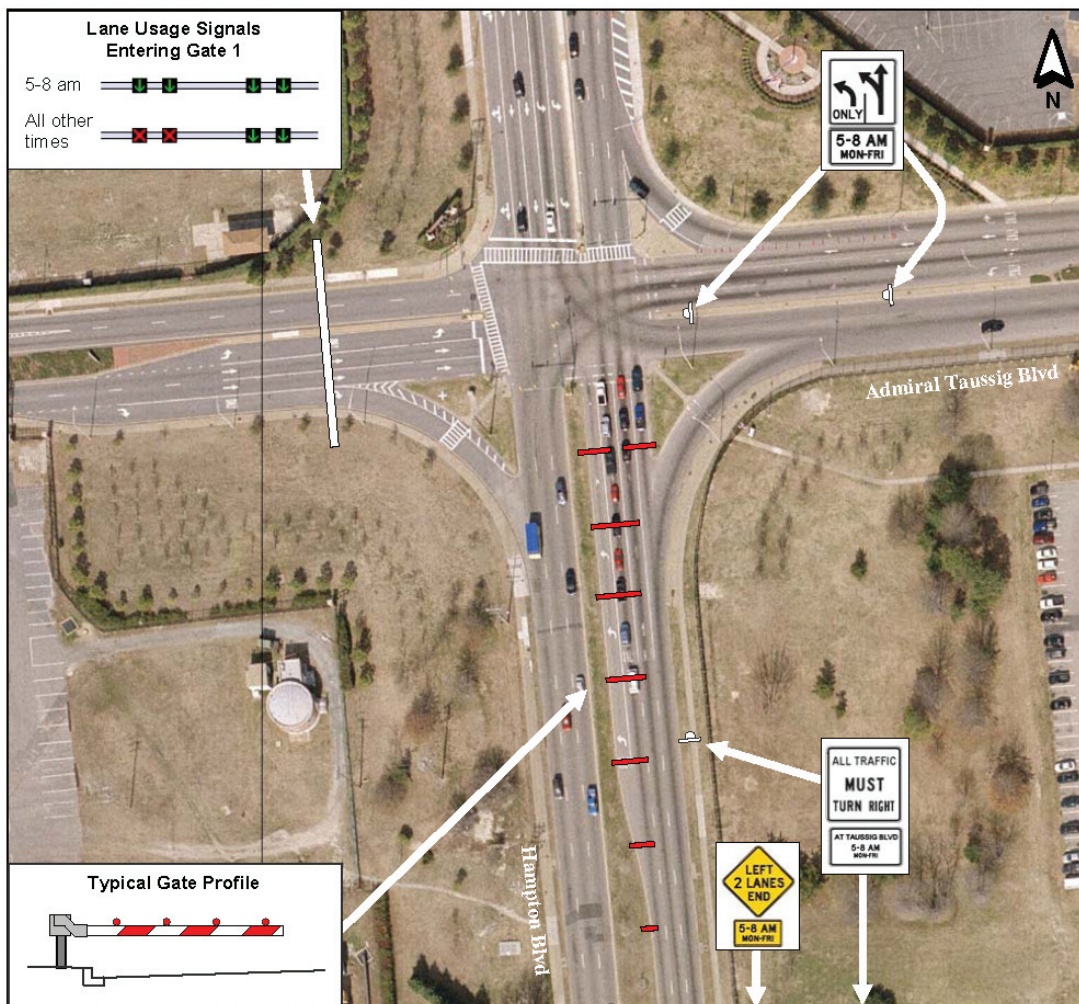 Lane Usage Signals
Entering Gate 1
5-8 am
All other
times
N
ONLY
5-8 AM
MON-FRI
Admiral Taussig Blvd
ALL TRAFFIC
MUST
TURN RIGHT
AT TAUSSIG BLVD
5-8 AM
MON-FRI
LEFT
2 LANES
END
5-8 AM
MON-FRI
Hampton Blvd
Typical Gate Profile